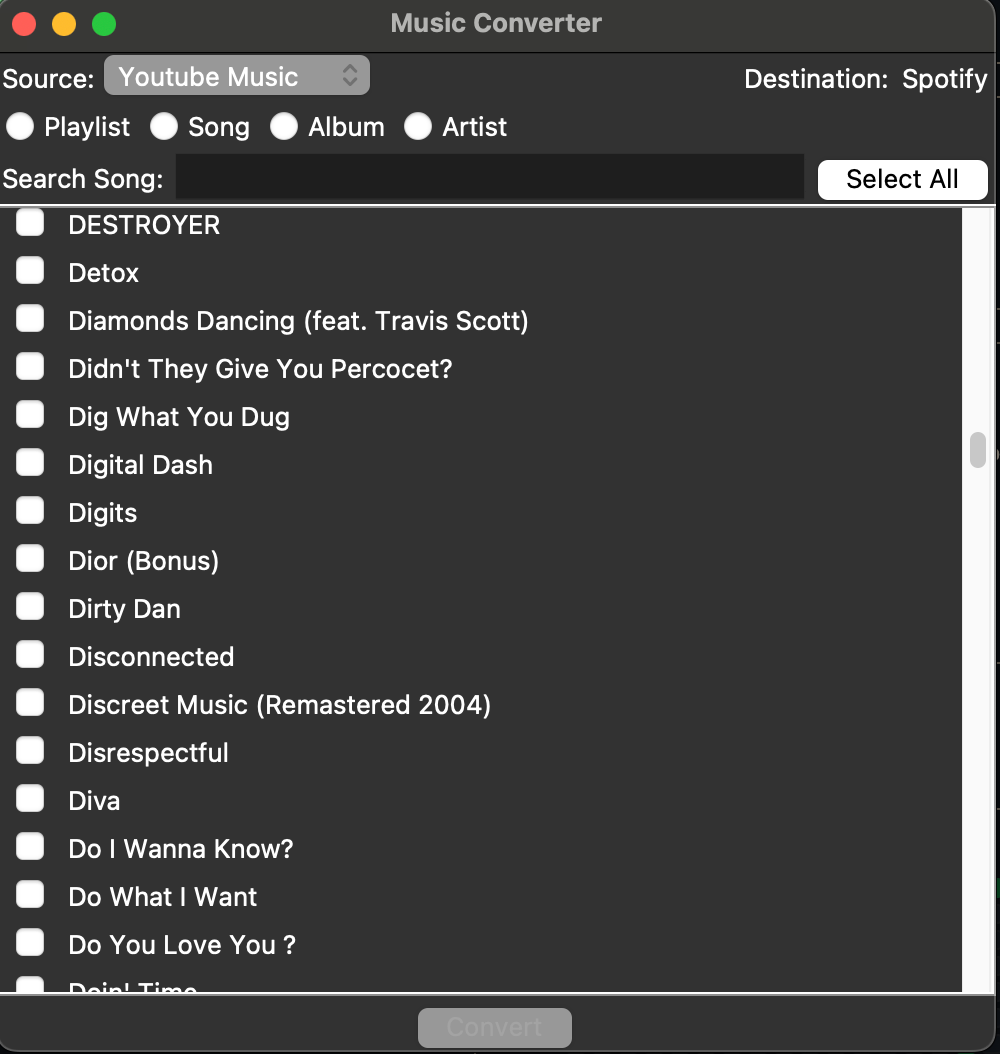 Music Converter
Source: Youtube Music Destination: Spotify
Playlist Song Album Artist
Search Song: Select All
DESTROYER
Detox
Diamonds Dancing (feat. Travis Scott)
Didn't They Give You Percocet?
Dig What You Dug
Digital Dash
Digits
Dior (Bonus)
Dirty Dan
Disconnected
Discreet Music (Remastered 2004)
Disrespectful
Diva
Do I Wanna Know?
Do What I Want
Do You Love You ?
Doin' Time
Convert